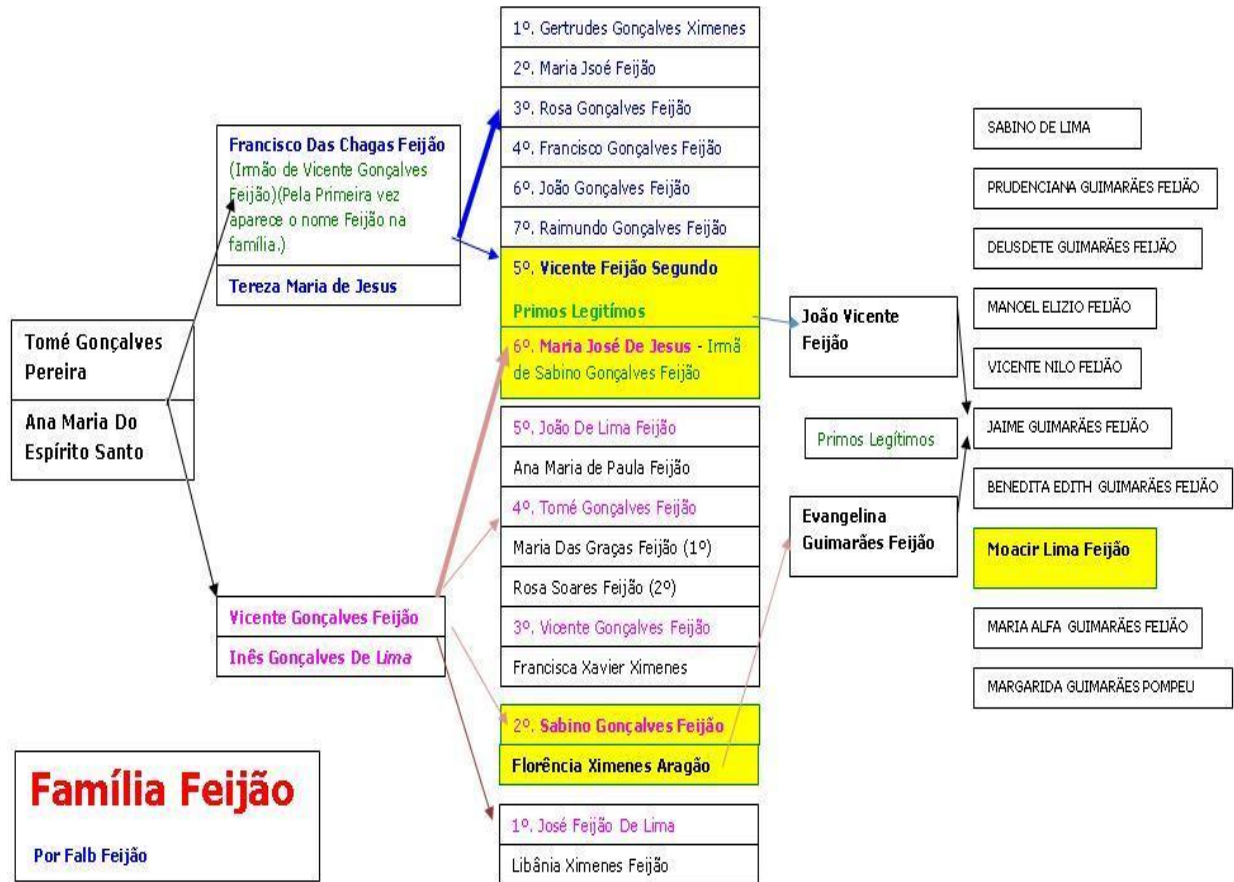 Tomé Gonçalves
Pereira
Ana Maria Do
Espírito Santo
Francisco Das Chagas Feijão
(Irmão de Vicente Gonçalves
Feijão)(Pela Primeira vez
aparece o nome Feijão na
família.)
Tereza Maria de Jesus
Vicente Gonçalves Feijão
Inês Gonçalves De Lima
1º. Gertrudes Gonçalves Ximenes
2º. Maria Jsoé Feijão
3º. Rosa Gonçalves Feijão
4º. Francisco Gonçalves Feijão
6º. João Gonçalves Feijão
7º. Raimundo Gonçalves Feijão
5º. Vicente Feijão Segundo
Primos Legitímos
6º. Maria José De Jesus - Irmã
de Sabino Gonçalves Feijão
5º. João De Lima Feijão
Ana Maria de Paula Feijão
4º. Tomé Gonçalves Feijão
Maria Das Graças Feijão (1º)
Rosa Soares Feijão (2º)
3º. Vicente Gonçalves Feijão
Francisca Xavier Ximenes
2º. Sabino Gonçalves Feijão
Florência Ximenes Aragão
1º. José Feijão De Lima
Libânia Ximenes Feijão
João Vicente
Feijão
Primos Legítimos
Evangelina
Guimarães Feijão
SABINO DE LIMA
PRUDENCIANA GUIMARÃES FEIJÃO
DEUSDETE GUIMARÃES FEIJÃO
MANOEL ELIZIO FEIJÃO
VICENTE NILO FEIJÃO
JAIME GUIMARÃES FEIJÃO
BENEDITA EDITH GUIMARÃES FEIJÃO
Moacir Lima Feijão
MARIA ALFA GUIMARÃES FEIJÃO
MARGARIDA GUIMARÃES POMPEU
Família Feijão
Por Falb Feijão